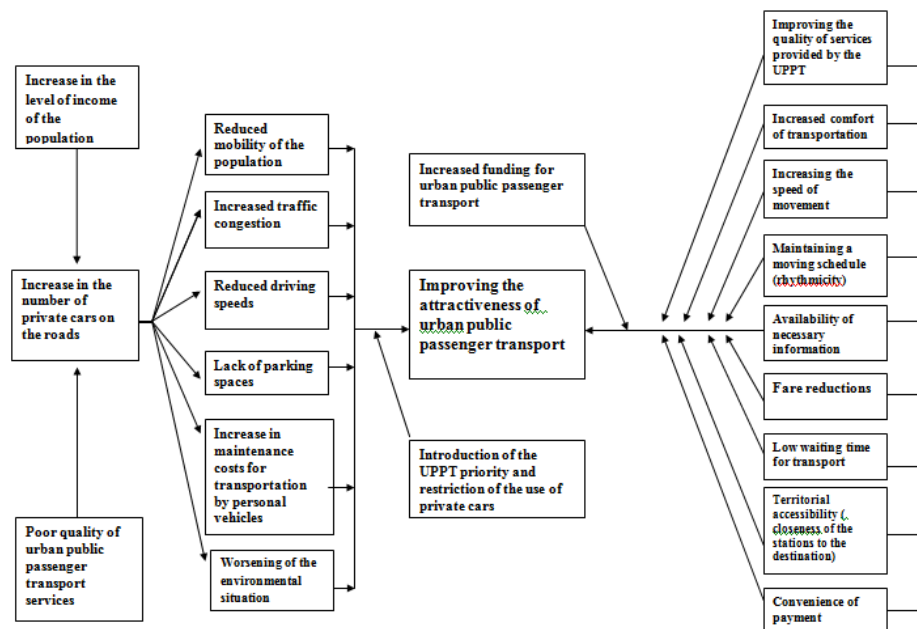 Increase in the
level of income
of the
population
Increase in the
number of
private cars on
the roads
Poor quality of
urban public
passenger
transport
services
Reduced
mobility of the
population
Increased traffic
congestion
Reduced driving
speeds
Lack of parking
spaces
Increase in
maintenance
costs for
transportation
by personal
vehicles
Worsening of the
environmental
situation
Increased funding for
urban public passenger
transport
Improving the
attractiveness of
urban public
passenger transport
Introduction of the
UPPT priority and
restriction of the use of
private cars
Improving the
quality of services
provided by the
UPPT
Increased comfort
of transportation
Increasing the
speed of
movement
Maintaining a
moving schedule
(rhythmicity)
Availability of
necessary
information
Fare reductions
Low waiting time
for transport
Territorial
accessibility (
closeness of the
stations to the
destination)
Convenience of
payment